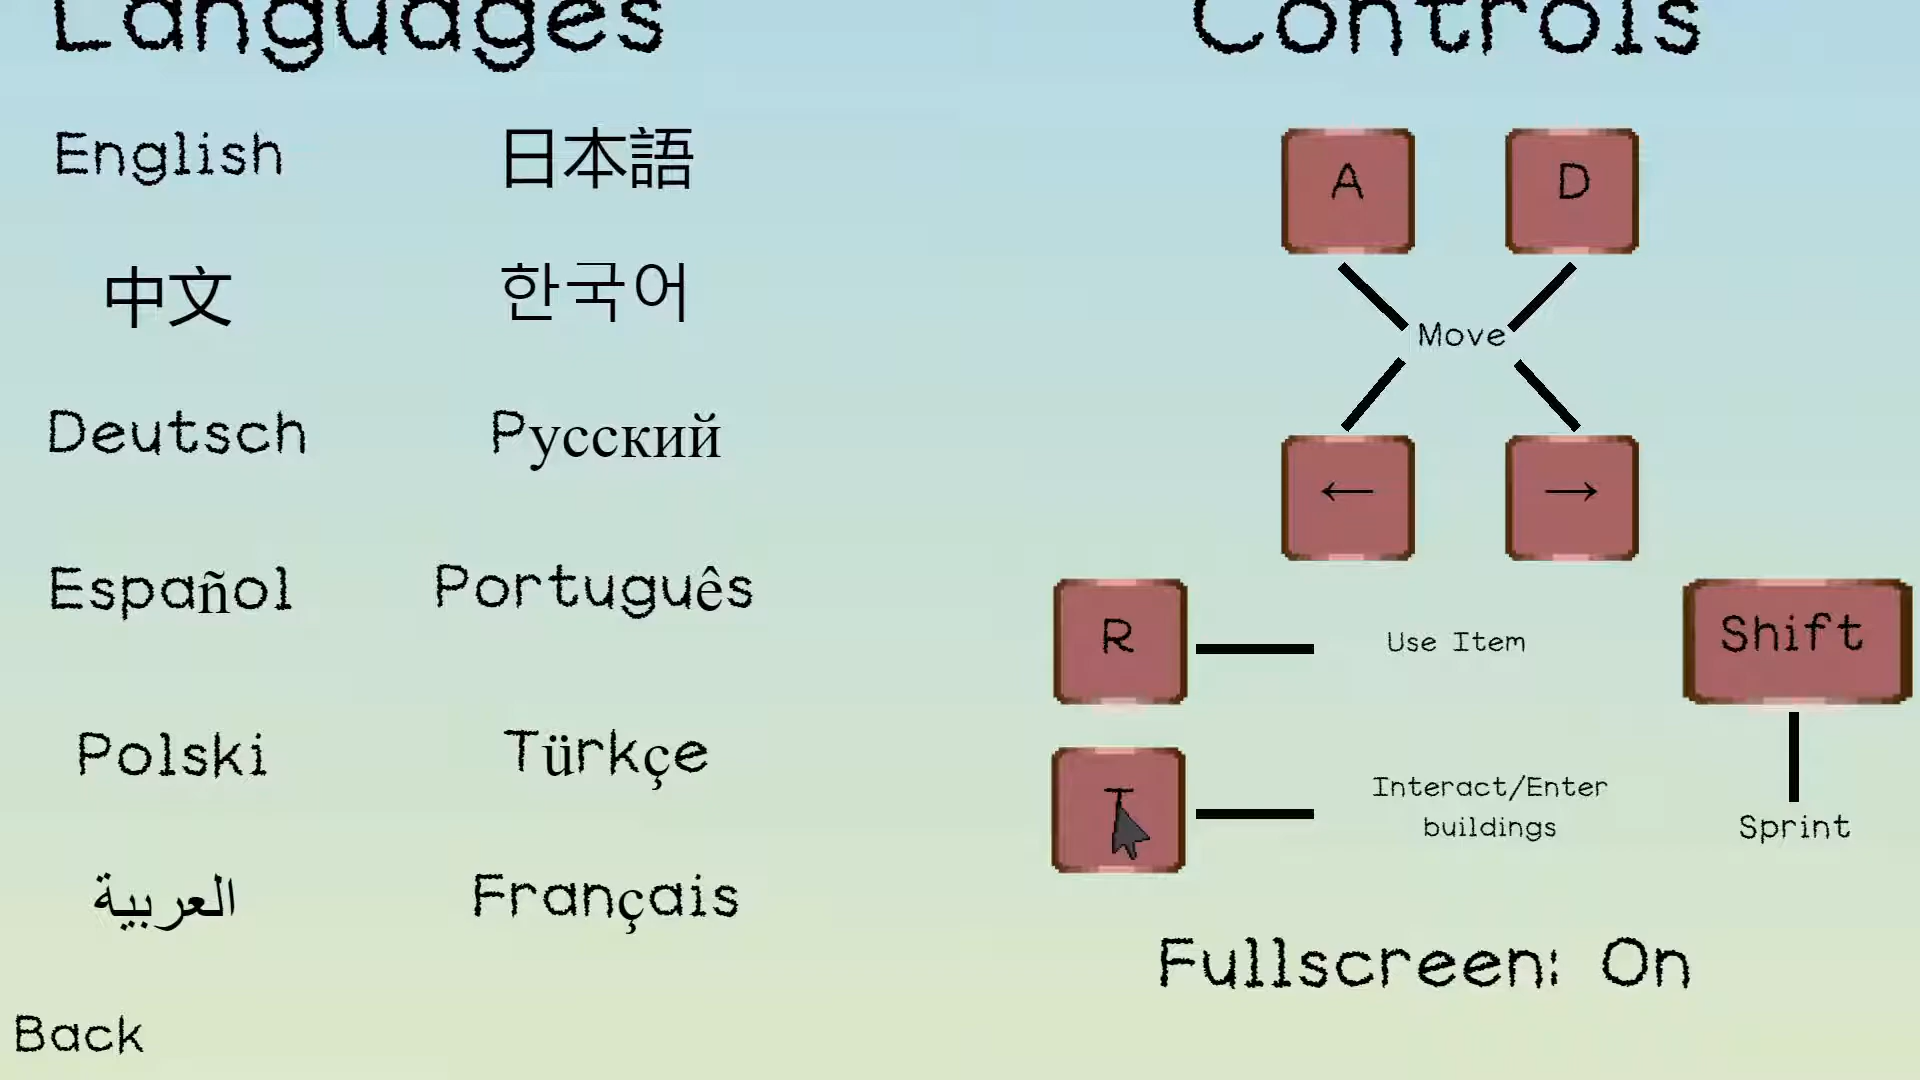 Languages
English
日本語
中文
한국어
Deutsch
Русский
Español
Português
Polski
Türkçe
العربية
Français
Back
Controls
A
D
Move
←
→
R
Use Item
Shift
T
Interact/Enter
buildings
Sprint
Fullscreen: On